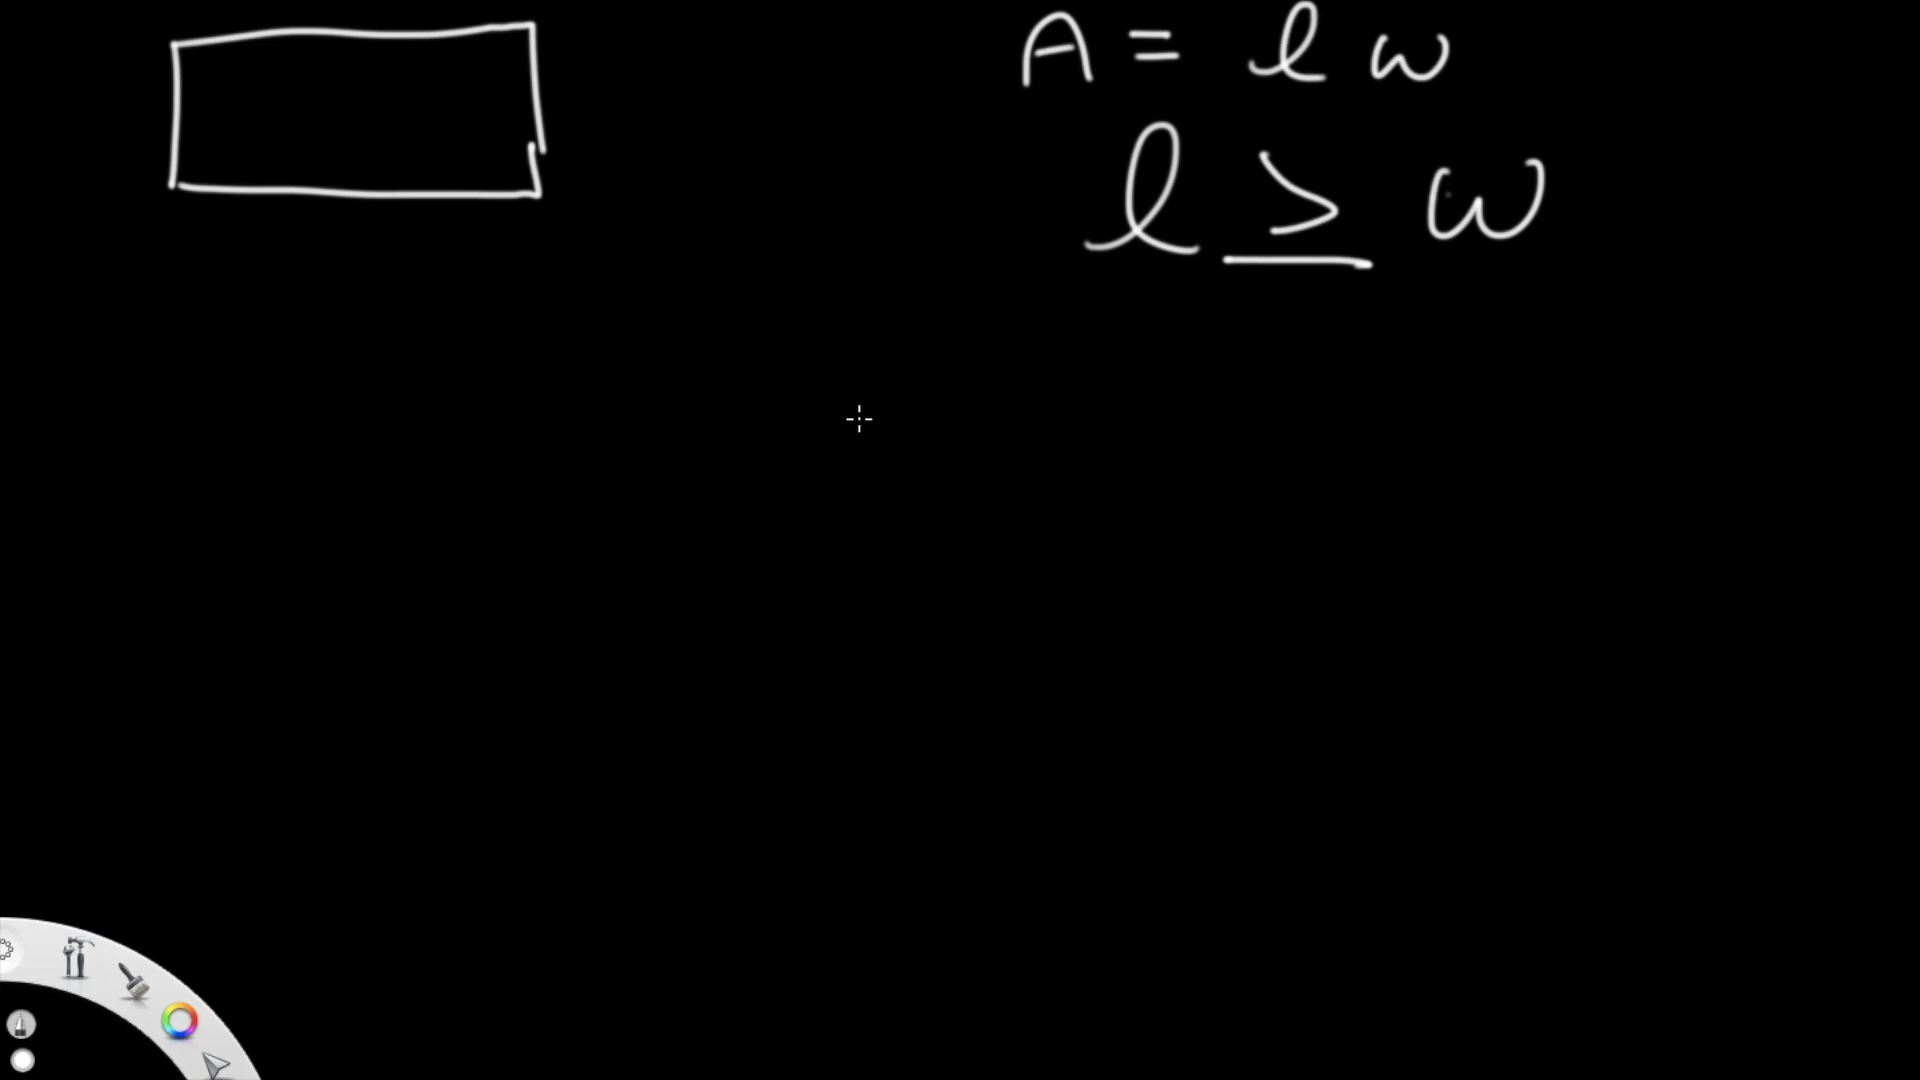 A = l w
l ≥ w